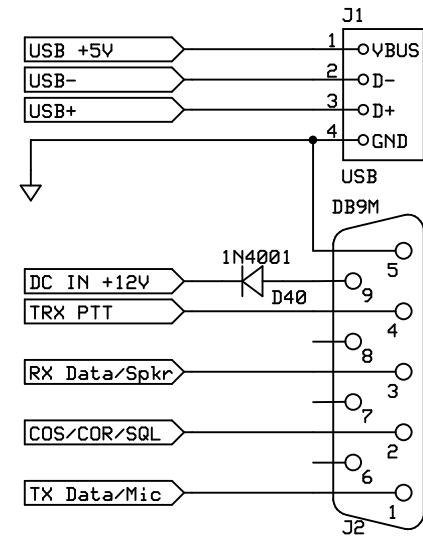 J1
USB +5V
1
VBUS
USB-
2
D-
USB+
3
D+
4
GND
USB
DB9M
5
1N4001
DC IN +12V
D40
9
TRX PTT
4
8
RX Data/Spkr
3
7
COS/COR/SQL
2
6
TX Data/Mic
1
J2